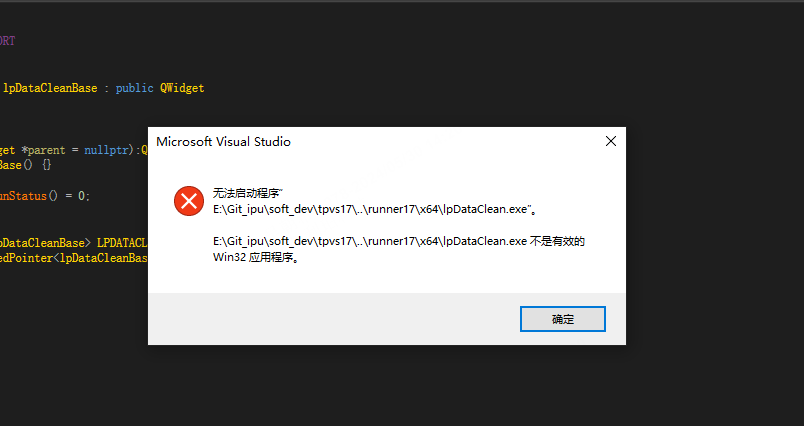 ORT
lpDataCleanBase : public QWidget
Microsoft Visual Studio
get *parent = nullptr):Q
Base() {}
unStatus() = 0;
pDataCleanBase> LPDATACL
edPointer<lpDataCleanBas
无法启动程序“
E:\Git_ipu\soft_dev\tpvs17\..\runner17\x64\lpDataClean.exe”。
E:\Git_ipu\soft_dev\tpvs17\..\runner17\x64\lpDataClean.exe 不是有效的
Win32 应用程序。
确定